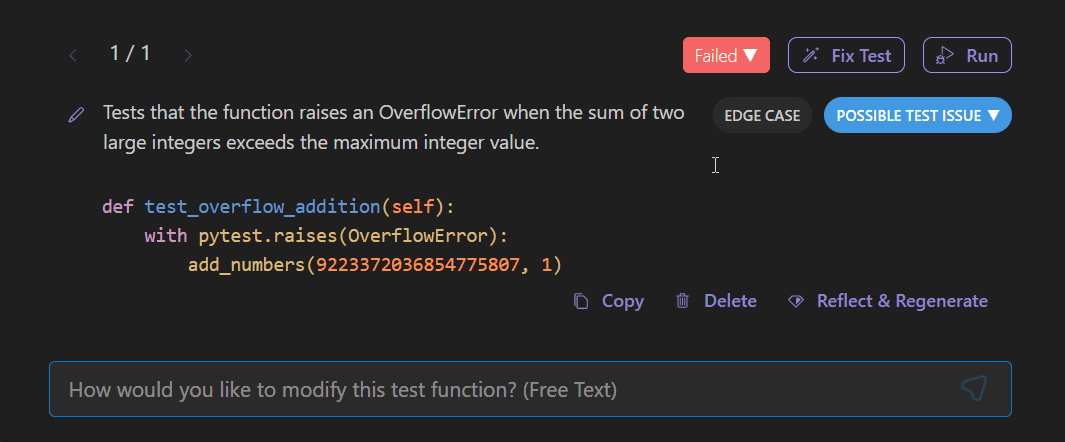 1 / 1
Failed ▼
Fix Test
Run
Tests that the function raises an OverflowError when the sum of two
large integers exceeds the maximum integer value.
EDGE CASE
POSSIBLE TEST ISSUE ▼
def test_overflow_addition(self):
    with pytest.raises(OverflowError):
        add_numbers(9223372036854775807, 1)
Copy
Delete
Reflect & Regenerate
How would you like to modify this test function? (Free Text)